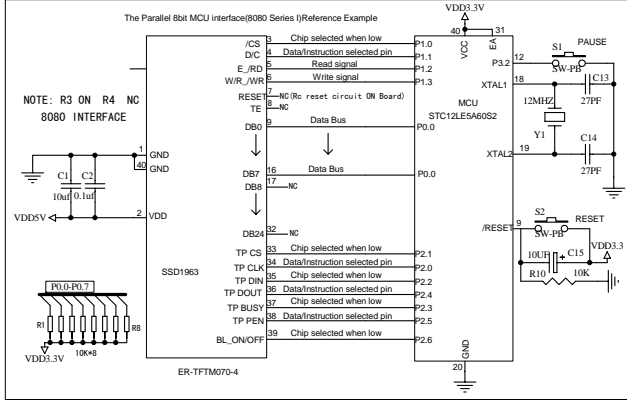 The Parallel 8bit MCU interface(8080 Series I)Reference Example
NOTE: R3 ON R4 NC
8080 INTERFACE
/CS 3 Chip selected when low P1.0
D/C 4 Data/Instruction selected pin P1.1
E_/RD 5 Read signal P1.2
W/R_/WR 6 Write signal P1.3
RESET 7 NC(Rc reset circuit ON Board)
TE 8 NC
DB0 9 Data Bus P0.0
DB7 16 Data Bus P0.0
DB8 17 NC
DB24 32 NC
TP CS 33 Chip selected when low P2.1
TP CLK 34 Data/Instruction selected pin P2.0
TP DIN 35 Chip selected when low P2.2
TP DOUT 36 Data/Instruction selected pin P2.4
TP BUSY 37 Chip selected when low P2.3
TP PEN 38 Data/Instruction selected pin P2.5
BL_ON/OFF 39 Chip selected when low P2.6
1 GND
40 GND
C1 C2
10uf 0.1uf
VDD5V 2 VDD
SSD1963
P0.0-P0.7
R1 R8
10K*8
VDD3.3V
ER-TFTM070-4
VDD3.3V
40 31
VCC EA
MCU
STC12LE5A60S2
P3.2 12 S1 PAUSE
SW-PB
XTAL1 18 C13
12MHZ 27PF
Y1
XTAL2 19 C14
27PF
/RESET 9 S2 RESET
SW-PB
10UF + C15 VDD3.3
R10 10K
GND
20